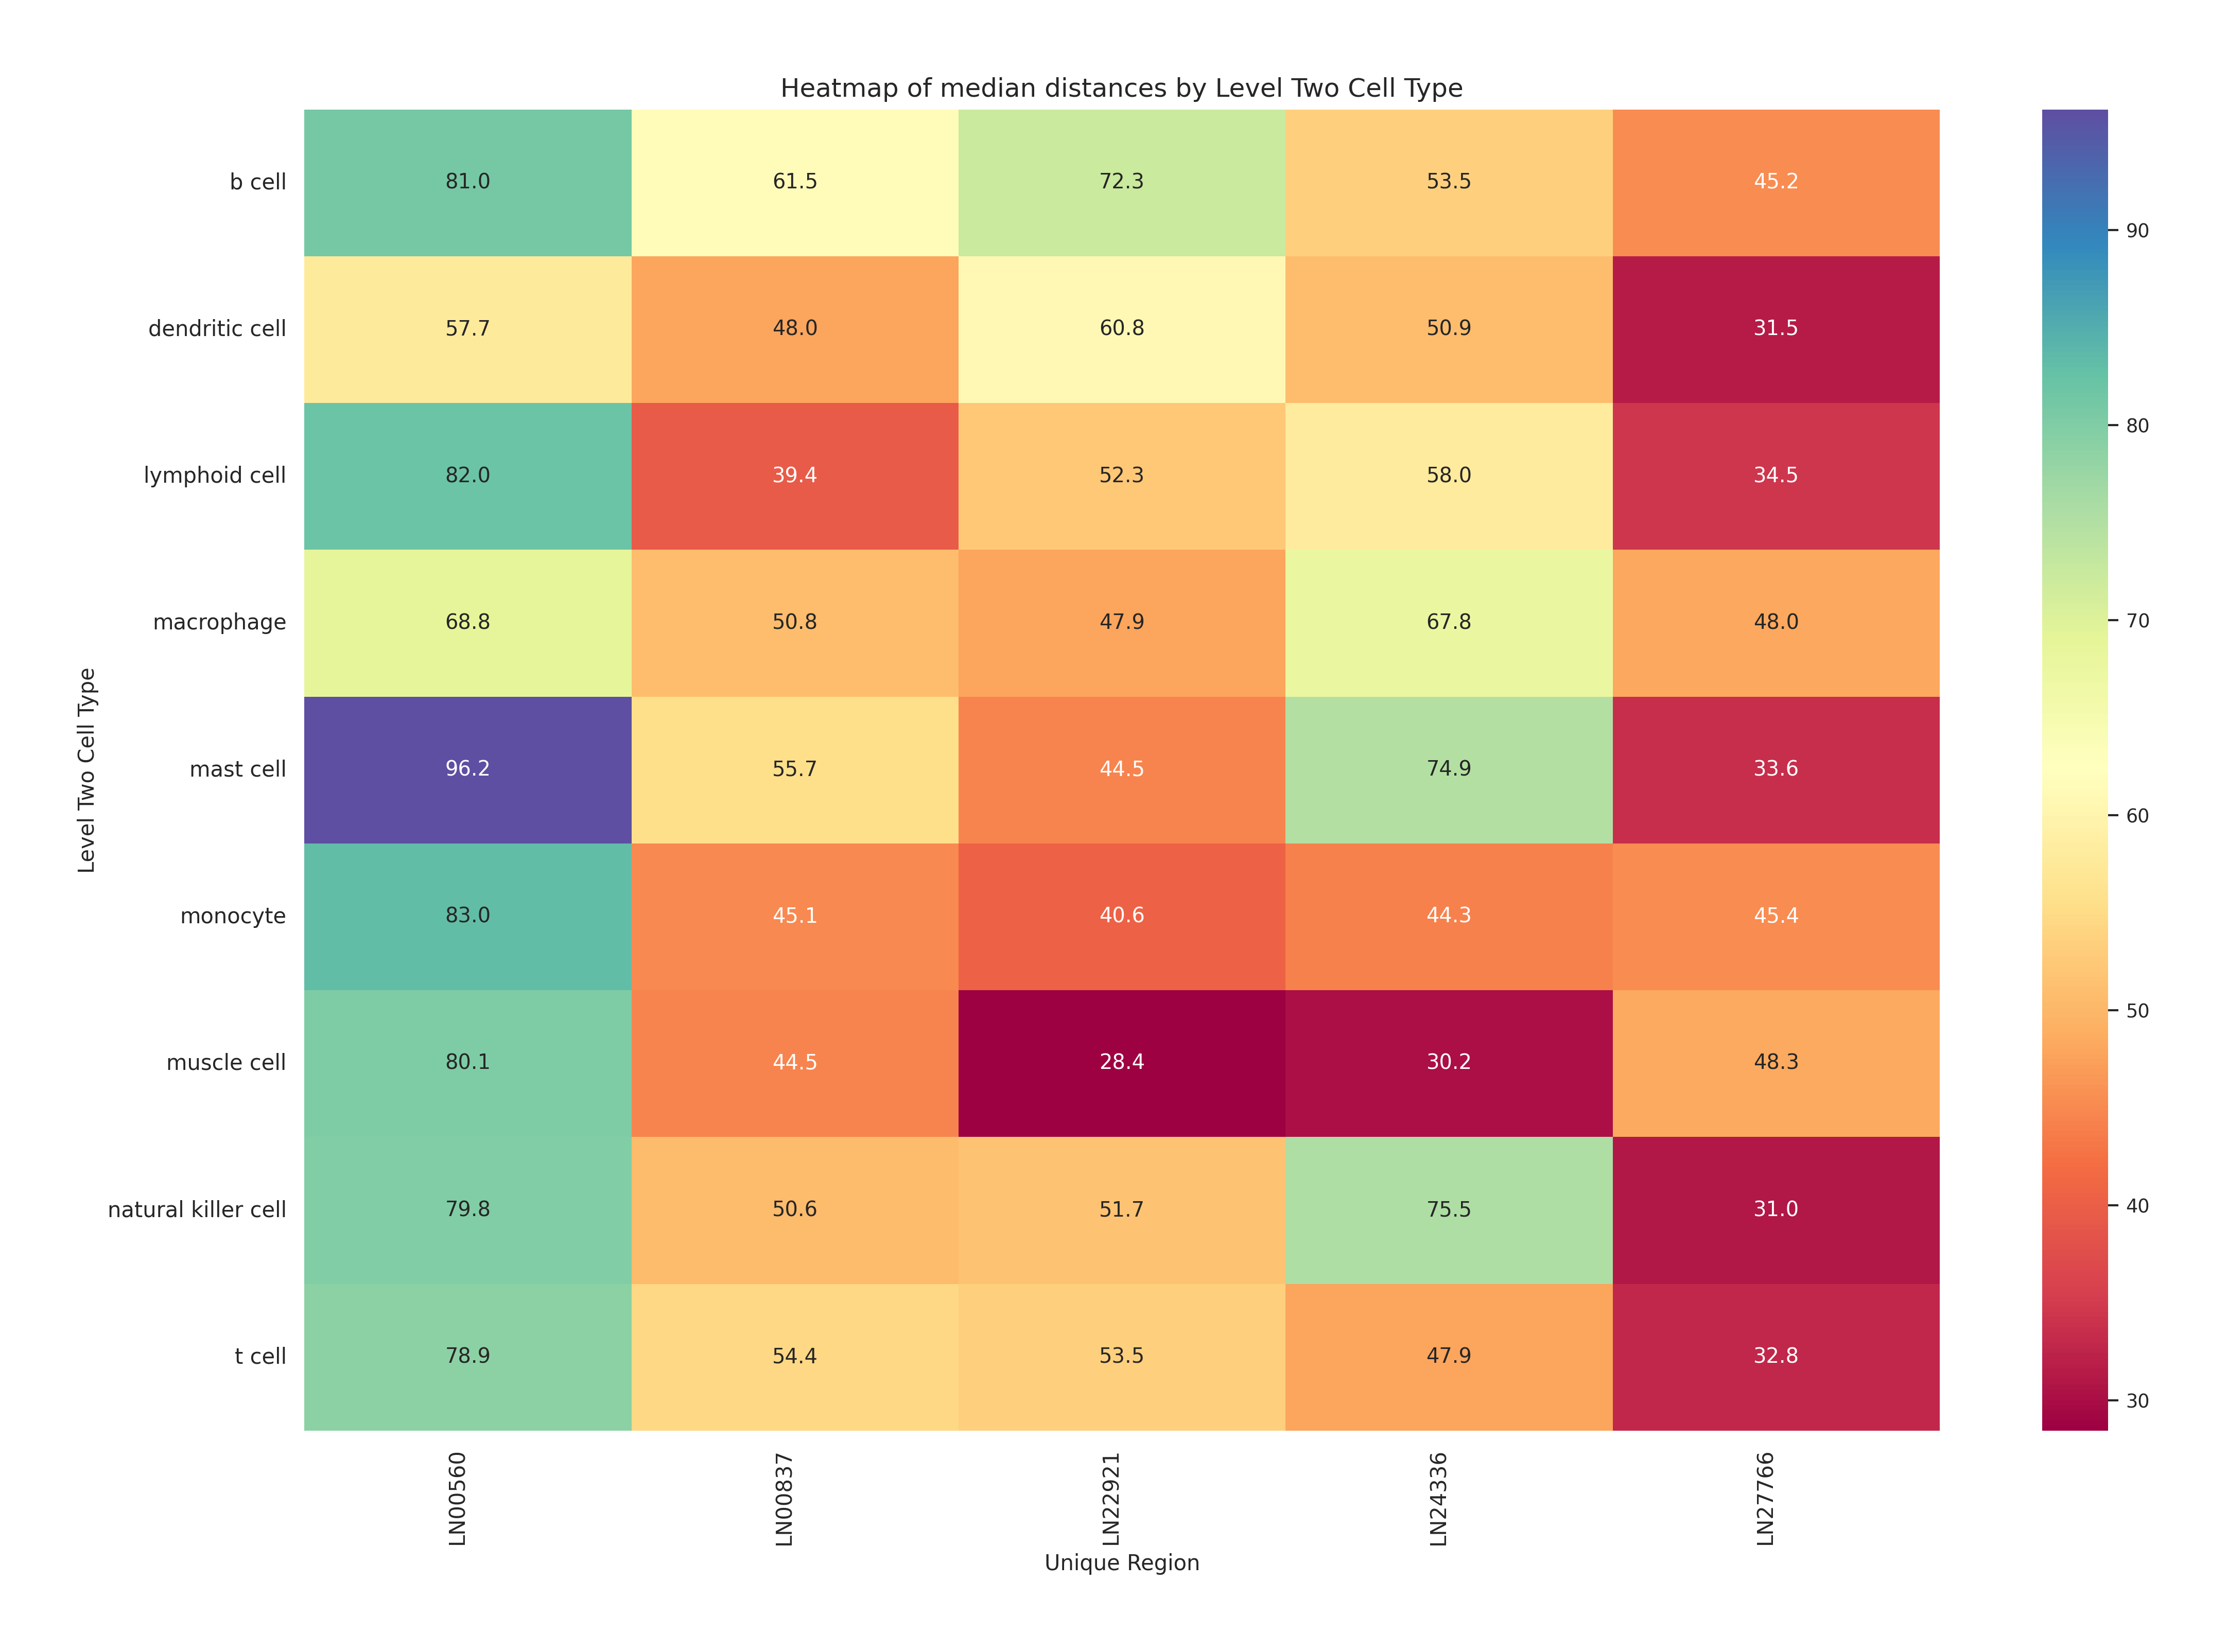 Heatmap of median distances by Level Two Cell Type
Level Two Cell Type
b cell 81.0 61.5 72.3 53.5 45.2
dendritic cell 57.7 48.0 60.8 50.9 31.5
lymphoid cell 82.0 39.4 52.3 58.0 34.5
macrophage 68.8 50.8 47.9 67.8 48.0
mast cell 96.2 55.7 44.5 74.9 33.6
monocyte 83.0 45.1 40.6 44.3 45.4
muscle cell 80.1 44.5 28.4 30.2 48.3
natural killer cell 79.8 50.6 51.7 75.5 31.0
t cell 78.9 54.4 53.5 47.9 32.8
LN00560 LN00837 LN22921 LN24336 LN27766
Unique Region
90
80
70
60
50
40
30